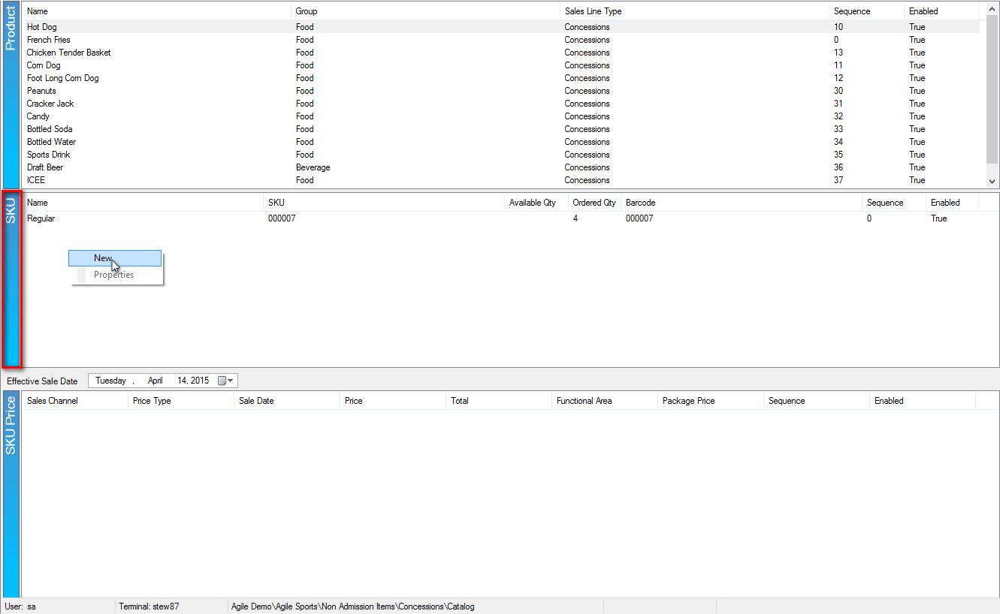 Product
Name Group Sales Line Type Sequence Enabled
Hot Dog Food Concessions 10 True
French Fries Food Concessions 0 True
Chicken Tender Basket Food Concessions 13 True
Corn Dog Food Concessions 11 True
Foot Long Corn Dog Food Concessions 12 True
Peanuts Food Concessions 30 True
Cracker Jack Food Concessions 31 True
Candy Food Concessions 32 True
Bottled Soda Food Concessions 33 True
Bottled Water Food Concessions 34 True
Sports Drink Food Concessions 35 True
Draft Beer Beverage Concessions 36 True
ICEE Food Concessions 37 True
SKU
Name SKU Available Qty Ordered Qty Barcode Sequence Enabled
Regular 000007 4 000007 0 True
New
Properties
Effective Sale Date Tuesday , April 14, 2015
SKU Price
Sales Channel Price Type Sale Date Price Total Functional Area Package Price Sequence Enabled
User: sa Terminal: stew87 Agile Demo\Agile Sports\Non Admission Items\Concessions\Catalog